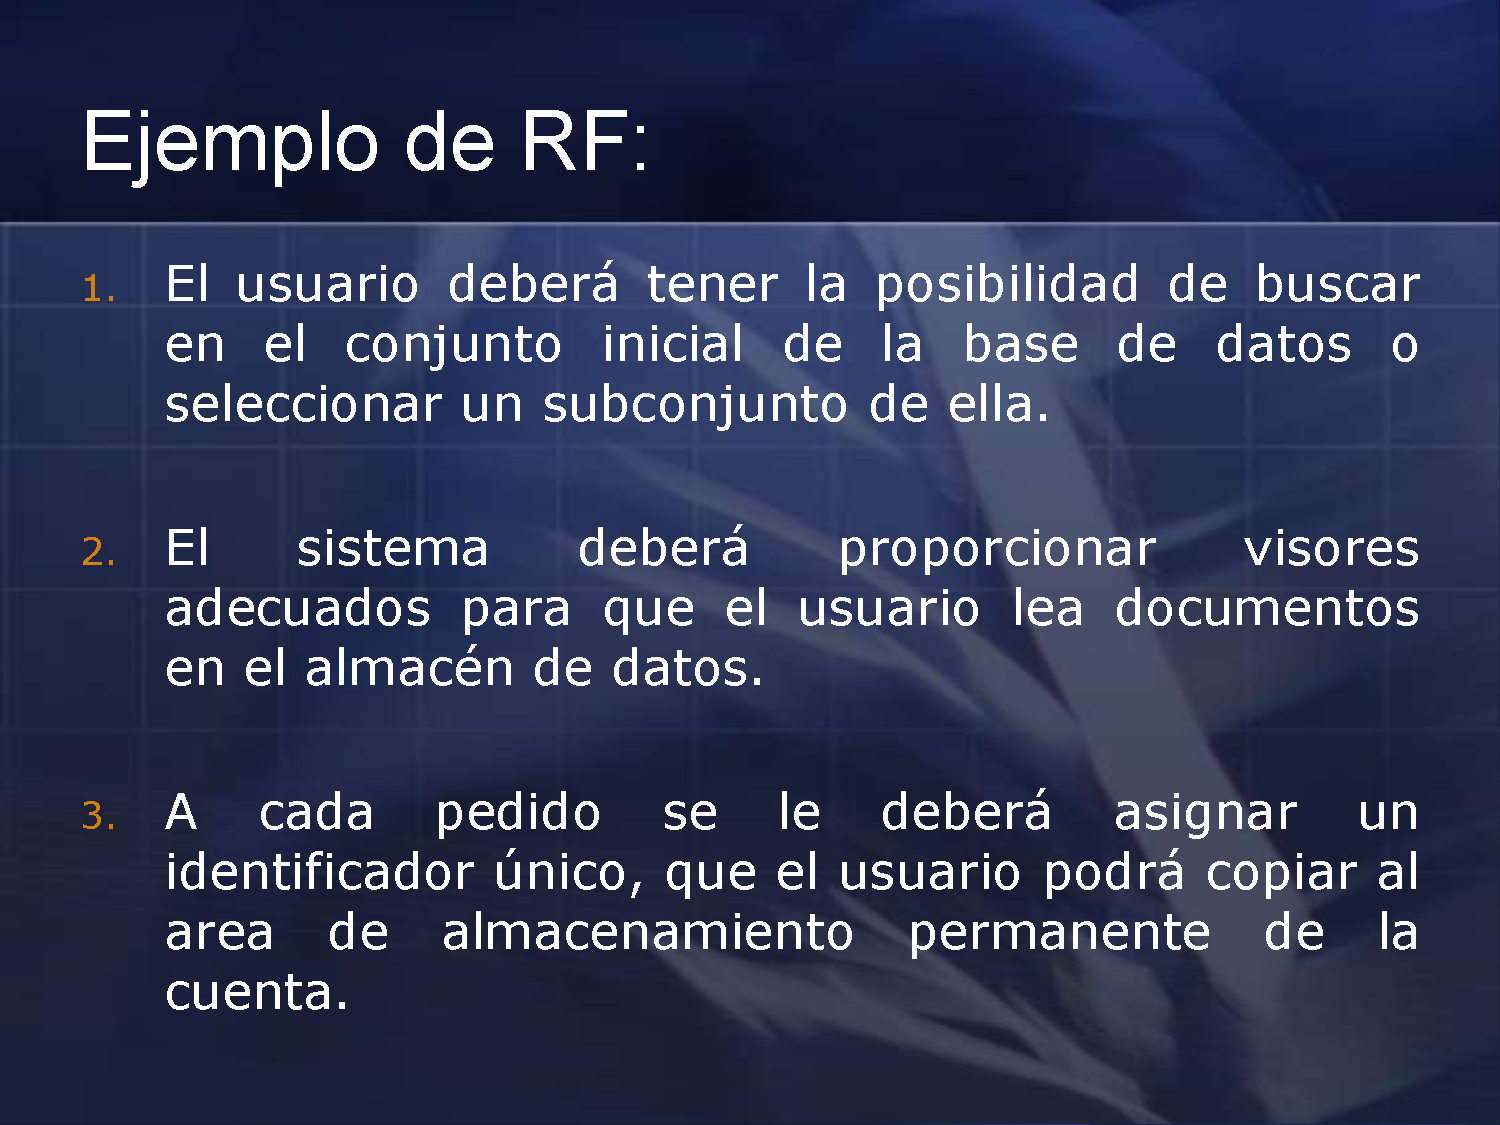 Ejemplo de RF:
1. El usuario deberá tener la posibilidad de buscar
en el conjunto inicial de la base de datos o
seleccionar un subconjunto de ella.
2. El sistema deberá proporcionar visores
adecuados para que el usuario lea documentos
en el almacén de datos.
3. A cada pedido se le deberá asignar un
identificador único, que el usuario podrá copiar al
area de almacenamiento permanente de la
cuenta.